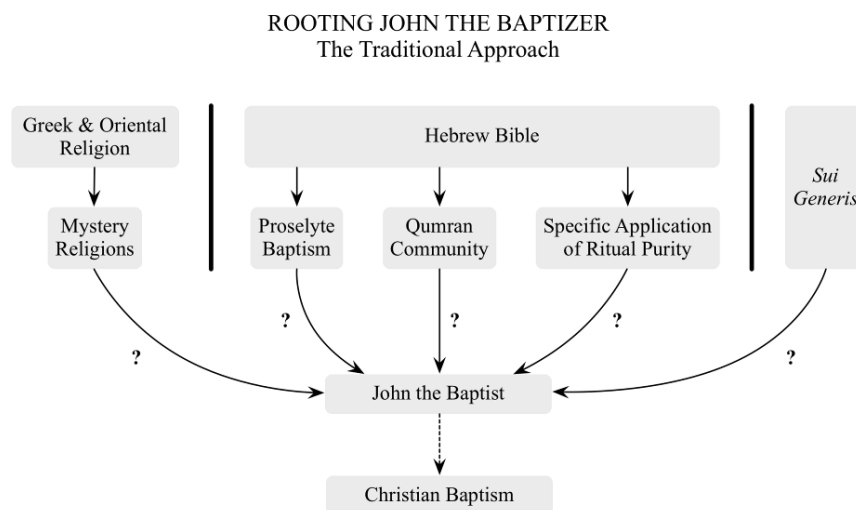 ROOTING JOHN THE BAPTIZER
The Traditional Approach
Greek & Oriental
Religion
Hebrew Bible
Sui
Generis
Mystery
Religions
Proselyte
Baptism
Qumran
Community
Specific Application
of Ritual Purity
?
?
?
?
?
John the Baptist
Christian Baptism